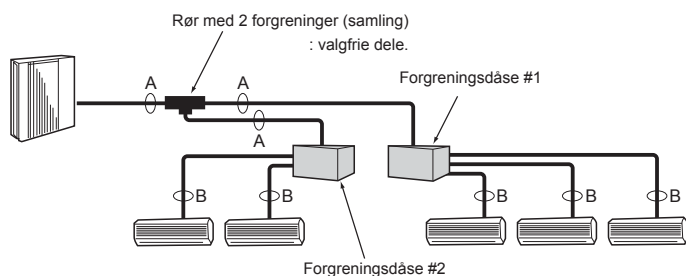 Rør med 2 forgreninger (samling)
: valgfrie dele.
Forgreningsdåse #1
A
A
A
B
B
B
B
B
Forgreningsdåse #2